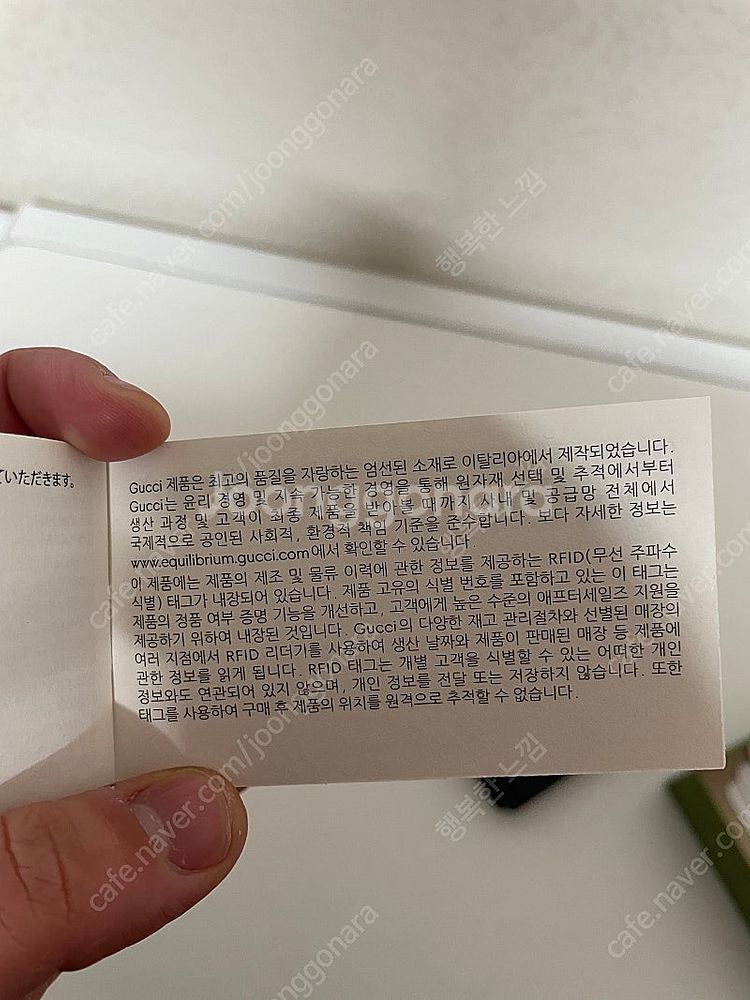 ていただきます。
Gucci 제품은 최고의 품질을 자랑하는 엄선된 소재로 이탈리아에서 제작되었습니다.
Gucci는 윤리 경영 및 지속 가능한 경영을 통해 원자재 선택 및 추적에서부터
생산 과정 및 고객이 최종 제품을 받아볼 때까지 사내 및 공급망 전체에서
국제적으로 공인된 사회적, 환경적 책임 기준을 준수합니다. 보다 자세한 정보는
www.equilibrium.gucci.com에서 확인할 수 있습니다.
이 제품에는 제품의 제조 및 물류 이력에 관한 정보를 제공하는 RFID(무선 주파수
식별) 태그가 내장되어 있습니다. 제품 고유의 식별 번호를 포함하고 있는 이 태그는
제품의 정품 여부 증명 기능을 개선하고, 고객에게 높은 수준의 애프터세일즈 지원을
제공하기 위하여 내장된 것입니다. Gucci의 다양한 재고 관리절차와 선별된 매장의
여러 지점에서 RFID 리더기를 사용하여 생산 날짜와 제품이 판매된 매장 등 제품에
관한 정보를 읽게 됩니다. RFID 태그는 개별 고객을 식별할 수 있는 어떠한 개인
정보와도 연관되어 있지 않으며, 개인 정보를 전달 또는 저장하지 않습니다. 또한
태그를 사용하여 구매 후 제품의 위치를 원격으로 추적할 수 없습니다.
Joonggonara
cafe.naver.com/joonggonara
행복한 느낌